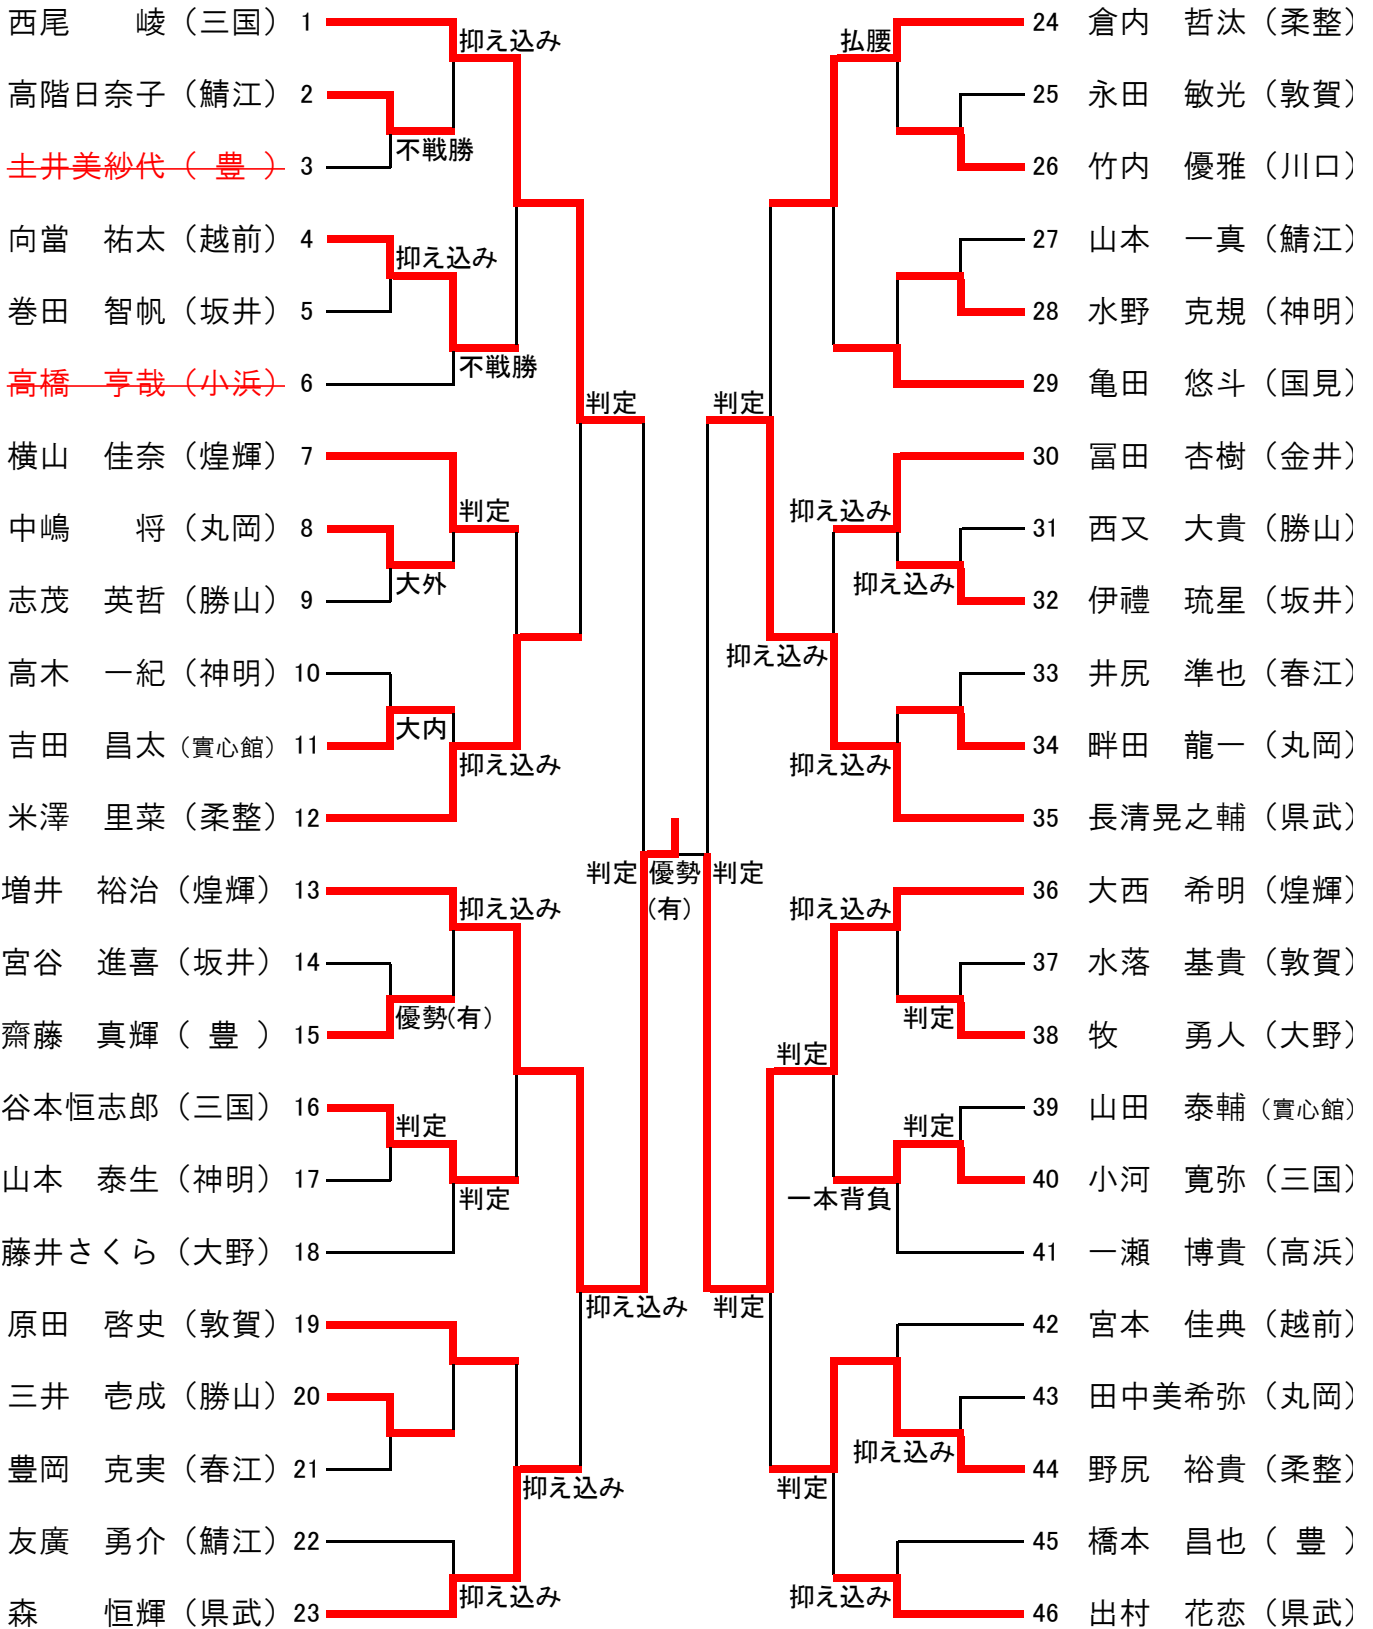 西尾　　崚（三国） 1
抑え込み
高階日奈子（鯖江） 2
不戦勝
土井美紗代（ 豊 ） 3
向當　祐太（越前） 4
抑え込み
巻田　智帆（坂井） 5
不戦勝
高橋　亨哉（小浜） 6
判定
横山　佳奈（煌輝） 7
判定
中嶋　　将（丸岡） 8
大外
志茂　英哲（勝山） 9
高木　一紀（神明） 10
大内
吉田　昌太（實心館） 11
抑え込み
米澤　里菜（柔整） 12
判定
優勢
(有)
判定
増井　裕治（煌輝） 13
抑え込み
宮谷　進喜（坂井） 14
優勢(有)
齋藤　真輝（ 豊 ） 15
谷本恒志郎（三国） 16
判定
山本　泰生（神明） 17
判定
藤井さくら（大野） 18
抑え込み
原田　啓史（敦賀） 19
三井　壱成（勝山） 20
豊岡　克実（春江） 21
抑え込み
友廣　勇介（鯖江） 22
抑え込み
森　　恒輝（県武） 23
払腰
24 倉内　哲汰（柔整）
25 永田　敏光（敦賀）
26 竹内　優雅（川口）
27 山本　一真（鯖江）
28 水野　克規（神明）
29 亀田　悠斗（国見）
判定
30 冨田　杏樹（金井）
抑え込み
31 西又　大貴（勝山）
抑え込み
32 伊禮　琉星（坂井）
抑え込み
33 井尻　準也（春江）
34 畔田　龍一（丸岡）
抑え込み
35 長清晃之輔（県武）
36 大西　希明（煌輝）
抑え込み
37 水落　基貴（敦賀）
判定
38 牧　　勇人（大野）
判定
39 山田　泰輔（實心館）
判定
40 小河　寛弥（三国）
一本背負
41 一瀬　博貴（高浜）
判定
42 宮本　佳典（越前）
43 田中美希弥（丸岡）
抑え込み
44 野尻　裕貴（柔整）
判定
45 橋本　昌也（ 豊 ）
抑え込み
46 出村　花恋（県武）